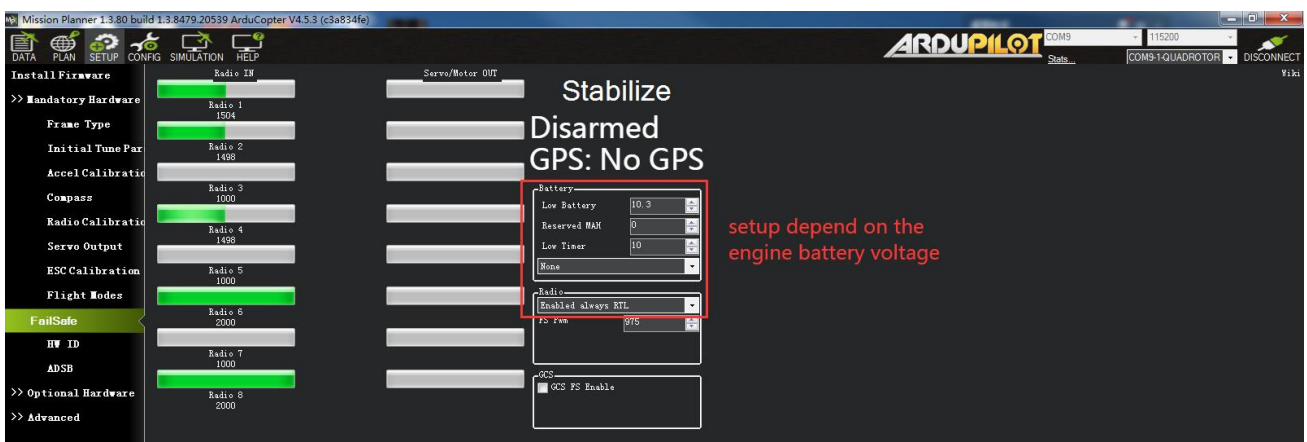 Mission Planner 1.3.80 build 1.3.8479.20539 ArduCopter V4.5.3 (c3a834fe)
DATA PLAN SETUP CONFIG SIMULATION HELP
ARDUPILOT
COM9 115200
Stats... COM9-1-QUADROTOR DISCONNECT
Install Firmware
>> Mandatory Hardware
Frame Type
Initial Tune Par
Accel Calibratio
Compass
Radio Calibratio
Servo Output
ESC Calibration
Flight Modes
FailSafe
HW ID
ADSB
>> Optional Hardware
>> Advanced
Radio IN
Radio 1
1504
Radio 2
1498
Radio 3
1000
Radio 4
1498
Radio 5
1000
Radio 6
2000
Radio 7
1000
Radio 8
2000
Servo/Motor OUT
Stabilize
Disarmed
GPS: No GPS
Battery
Low Battery 10.3
Reserved MAH 0
Low Timer 10
None
Radio
Enabled always RTL
FS Pwm 975
GCS
GCS FS Enable
setup depend on the
engine battery voltage
Wiki